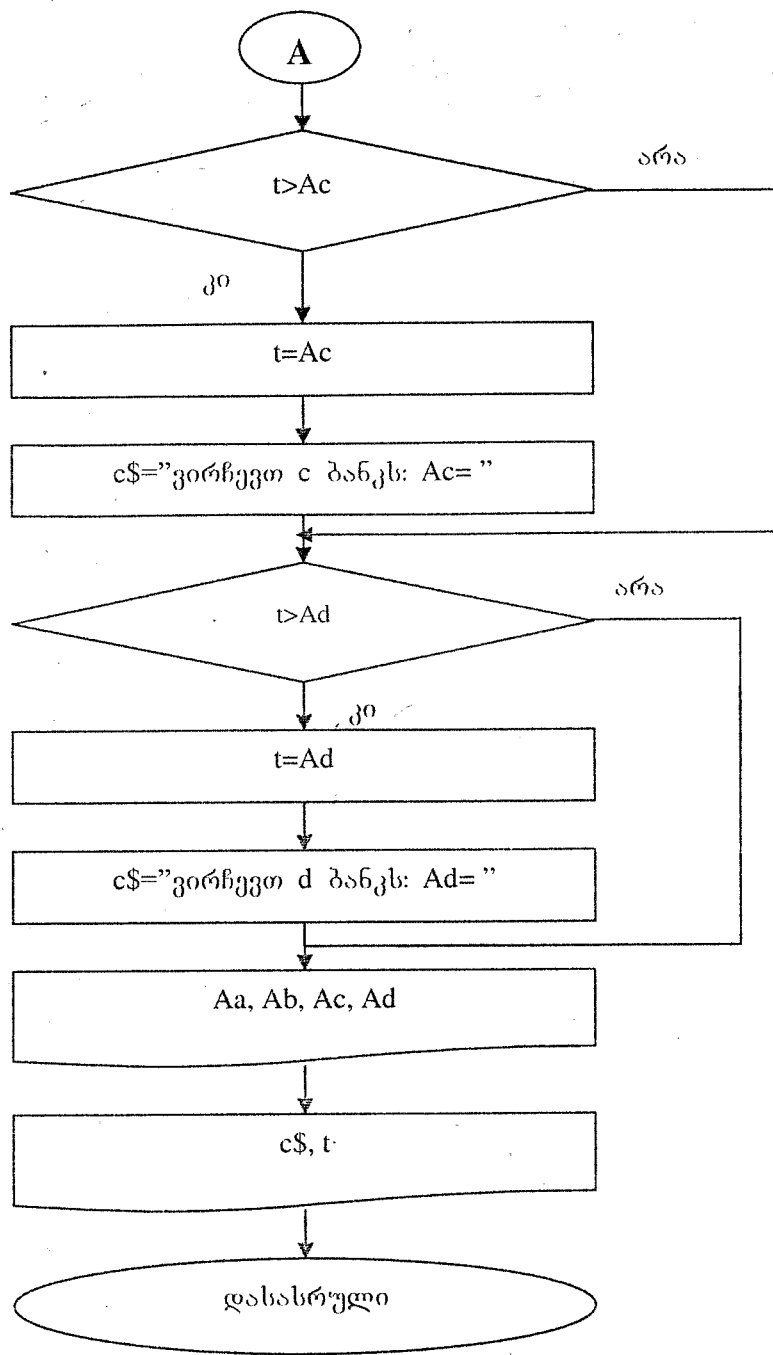 A
t>Ac
არა
კი
t=Ac
c$=”ვირჩევთ c ბანკს: Ac= ”
t>Ad
არა
კი
t=Ad
c$=”ვირჩევთ d ბანკს: Ad= ”
Aa, Ab, Ac, Ad
c$, t
დასასრული